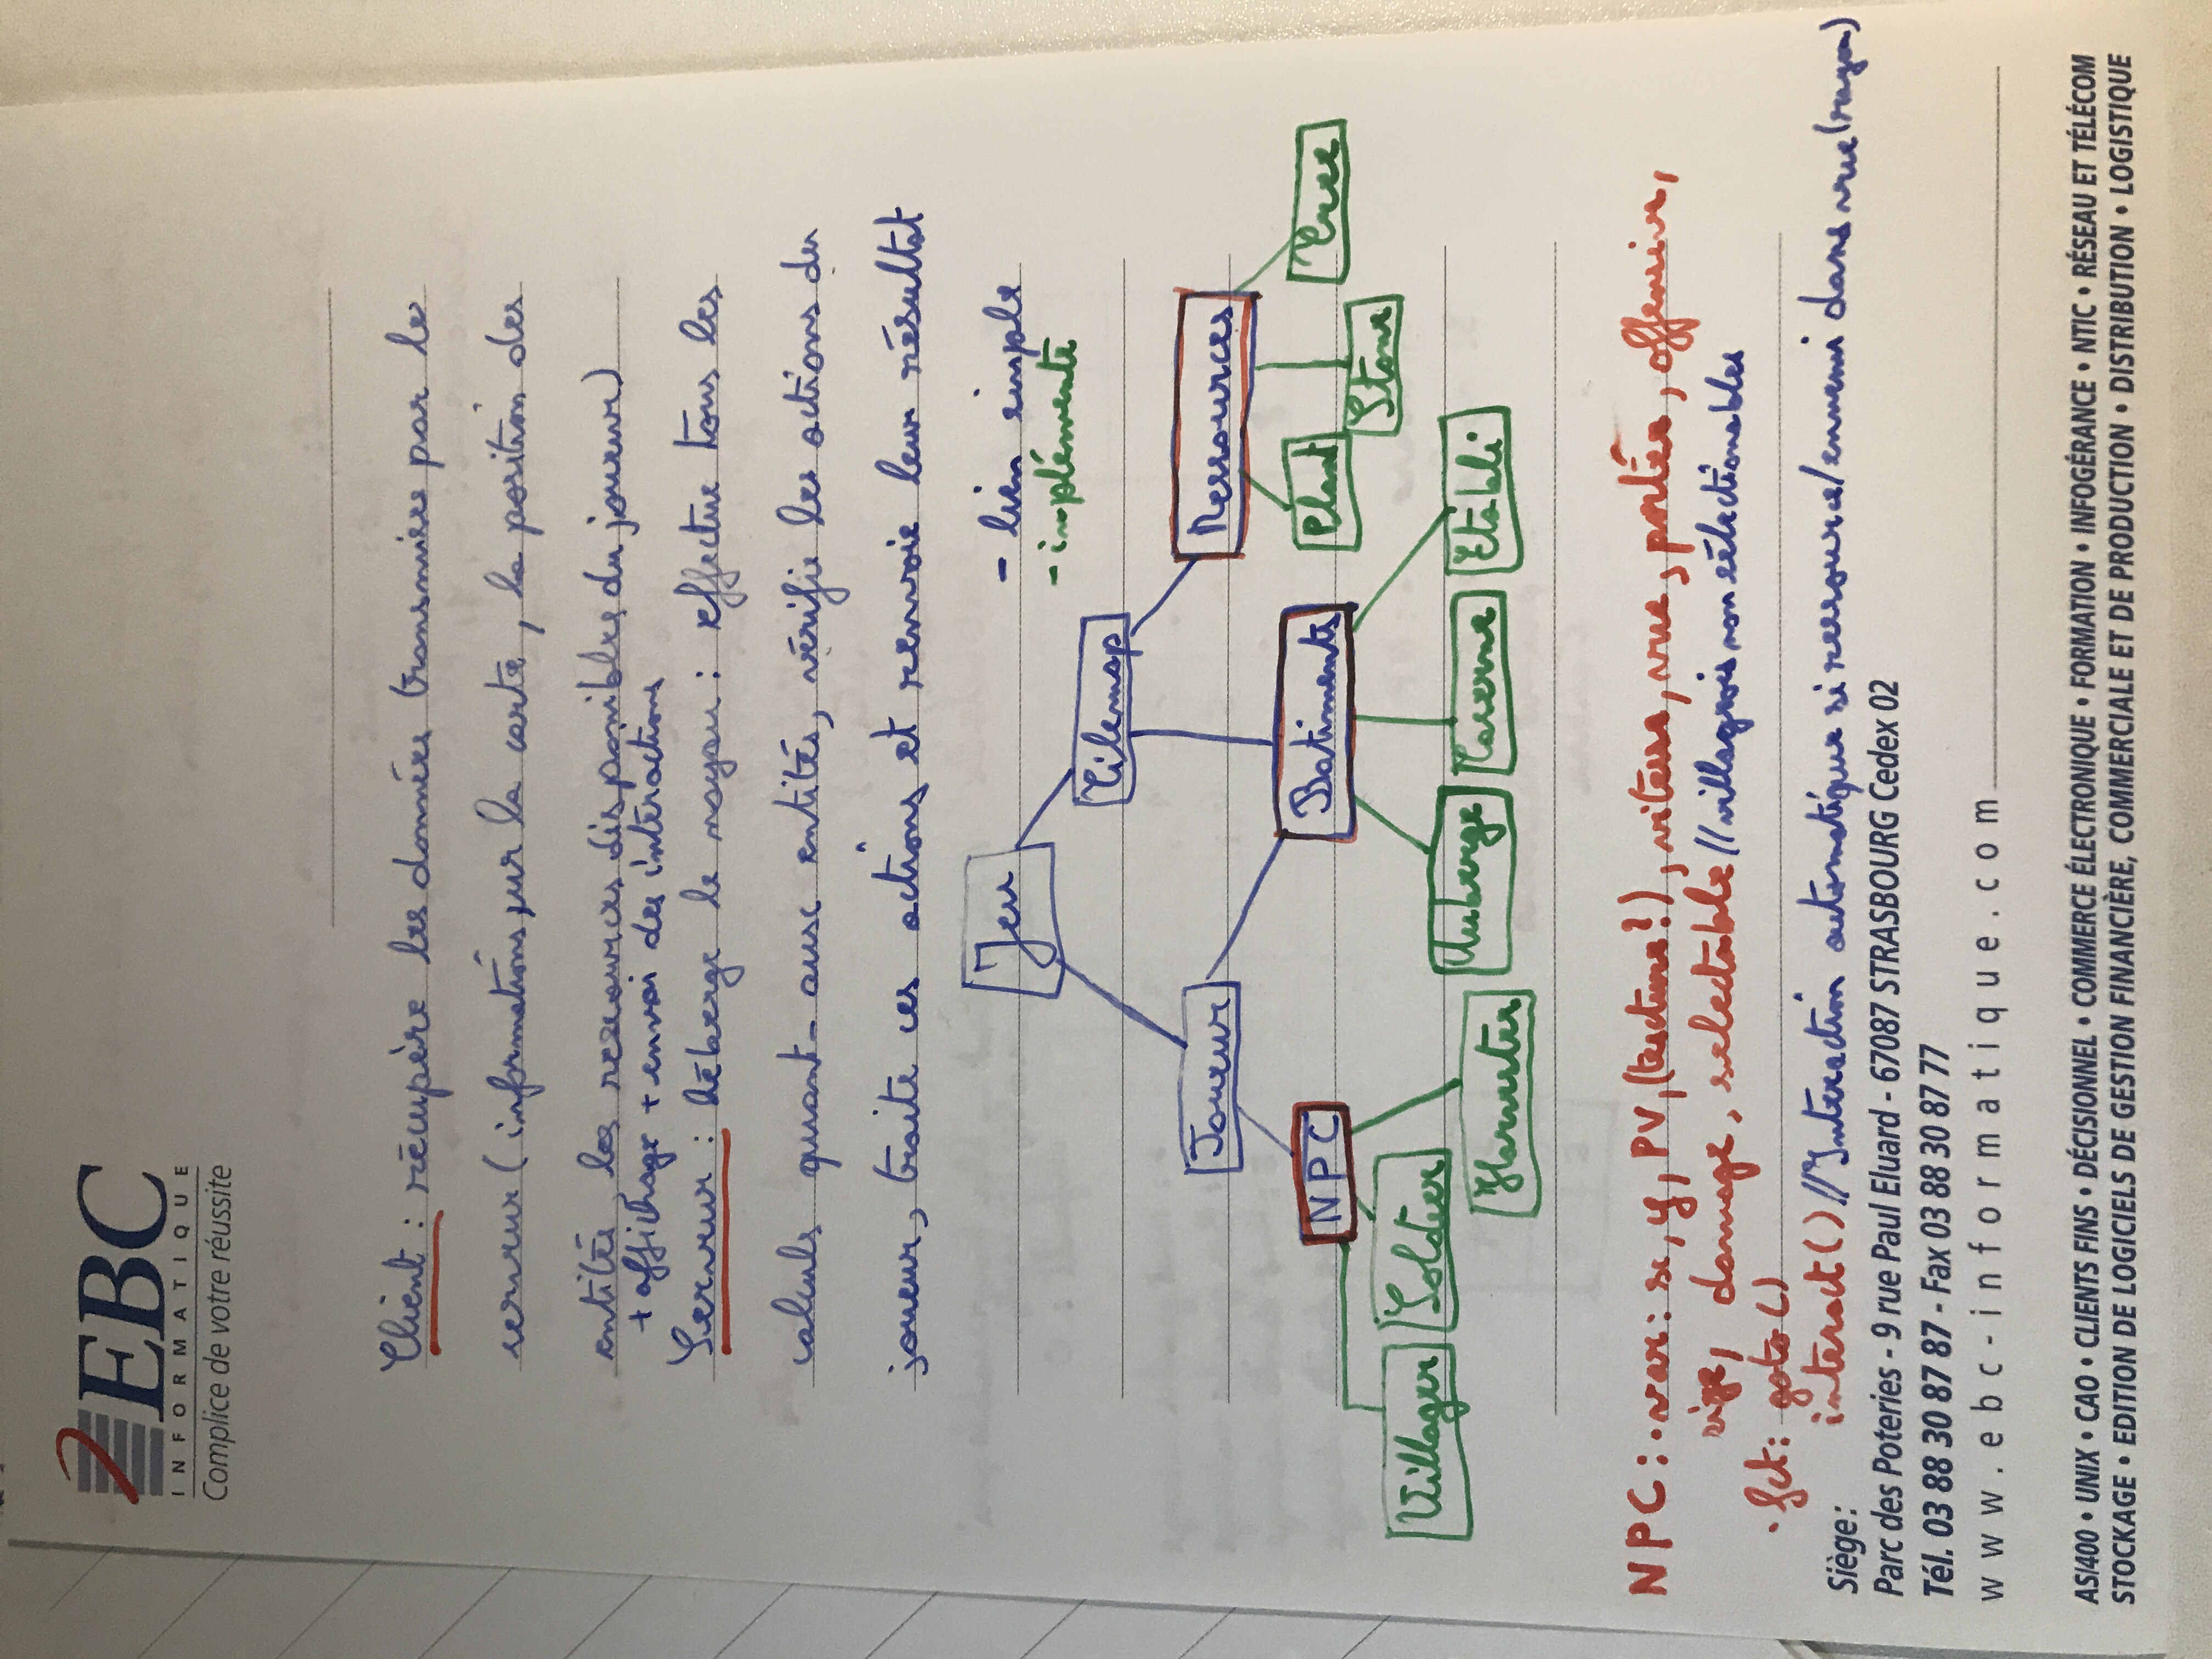 EBC
INFORMATIQUE
Complice de votre réussite
Client : récupère les données transmises par le
serveur ( informations sur la carte, la position des
entités, les ressources disponibles du joueur)
+ affichage + envoi des intéractions
Serveur : héberge le noyau : effectue tous les
calculs quant aux entités, vérifie les actions du
joueur, traite ces actions et renvoie leur résultat
Jeu
- lien simple
- implémente
Tilemap
Joueur
Ressources
NPC
Batiments
Plant
Tree
Stone
Villager
Soldier
Harvester
Auberge
Caserne
Etabli
NPC : • var : x, y, PV, (texture?), vitesse, vue, portée, offensive,
size, damage, selectable //villageois non sélectionables
• fct : goto ()
interact () //Interaction automatique si ressource/ennemi dans vue (rayon)
Siège :
Parc des Poteries - 9 rue Paul Eluard - 67087 STRASBOURG Cedex 02
Tél. 03 88 30 87 87 - Fax 03 88 30 87 77
www.ebc-informatique.com
AS/400 • UNIX • CAO • CLIENTS FINS • DÉCISIONNEL • COMMERCE ÉLECTRONIQUE • FORMATION • INFOGÉRANCE • NTIC • RÉSEAU ET TÉLÉCOM
STOCKAGE • EDITION DE LOGICIELS DE GESTION FINANCIÈRE, COMMERCIALE ET DE PRODUCTION • DISTRIBUTION • LOGISTIQUE